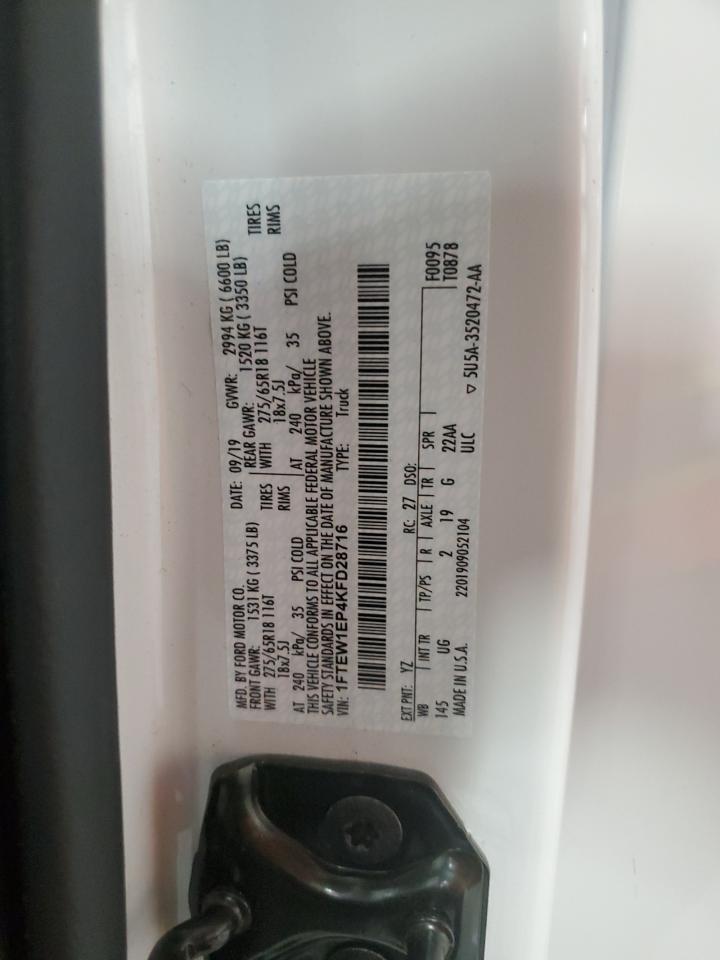 MFD. BY FORD MOTOR CO.
DATE: 09/19 GVWR: 2994 KG ( 6600 LB)
FRONT GAWR: 1531 KG ( 3375 LB) REAR GAWR: 1520 KG ( 3350 LB)
WITH 275/65R18 116T TIRES WITH 275/65R18 116T TIRES
18x7.5J RIMS 18x7.5J RIMS
AT 240 kPa/ 35 PSI COLD AT 240 kPa/ 35 PSI COLD
THIS VEHICLE CONFORMS TO ALL APPLICABLE FEDERAL MOTOR VEHICLE
SAFETY STANDARDS IN EFFECT ON THE DATE OF MANUFACTURE SHOWN ABOVE.
VIN: 1FTEW1EP4KFD28716 TYPE: Truck
EXT PNT: YZ RC: 27 DSO: F0095
WB INT TR TP/PS R AXLE TR SPR T0878
145 UG 2 19 G 22AA
MADE IN U.S.A. 2201909052104 ULC ▽ 5U5A-3520472-AA